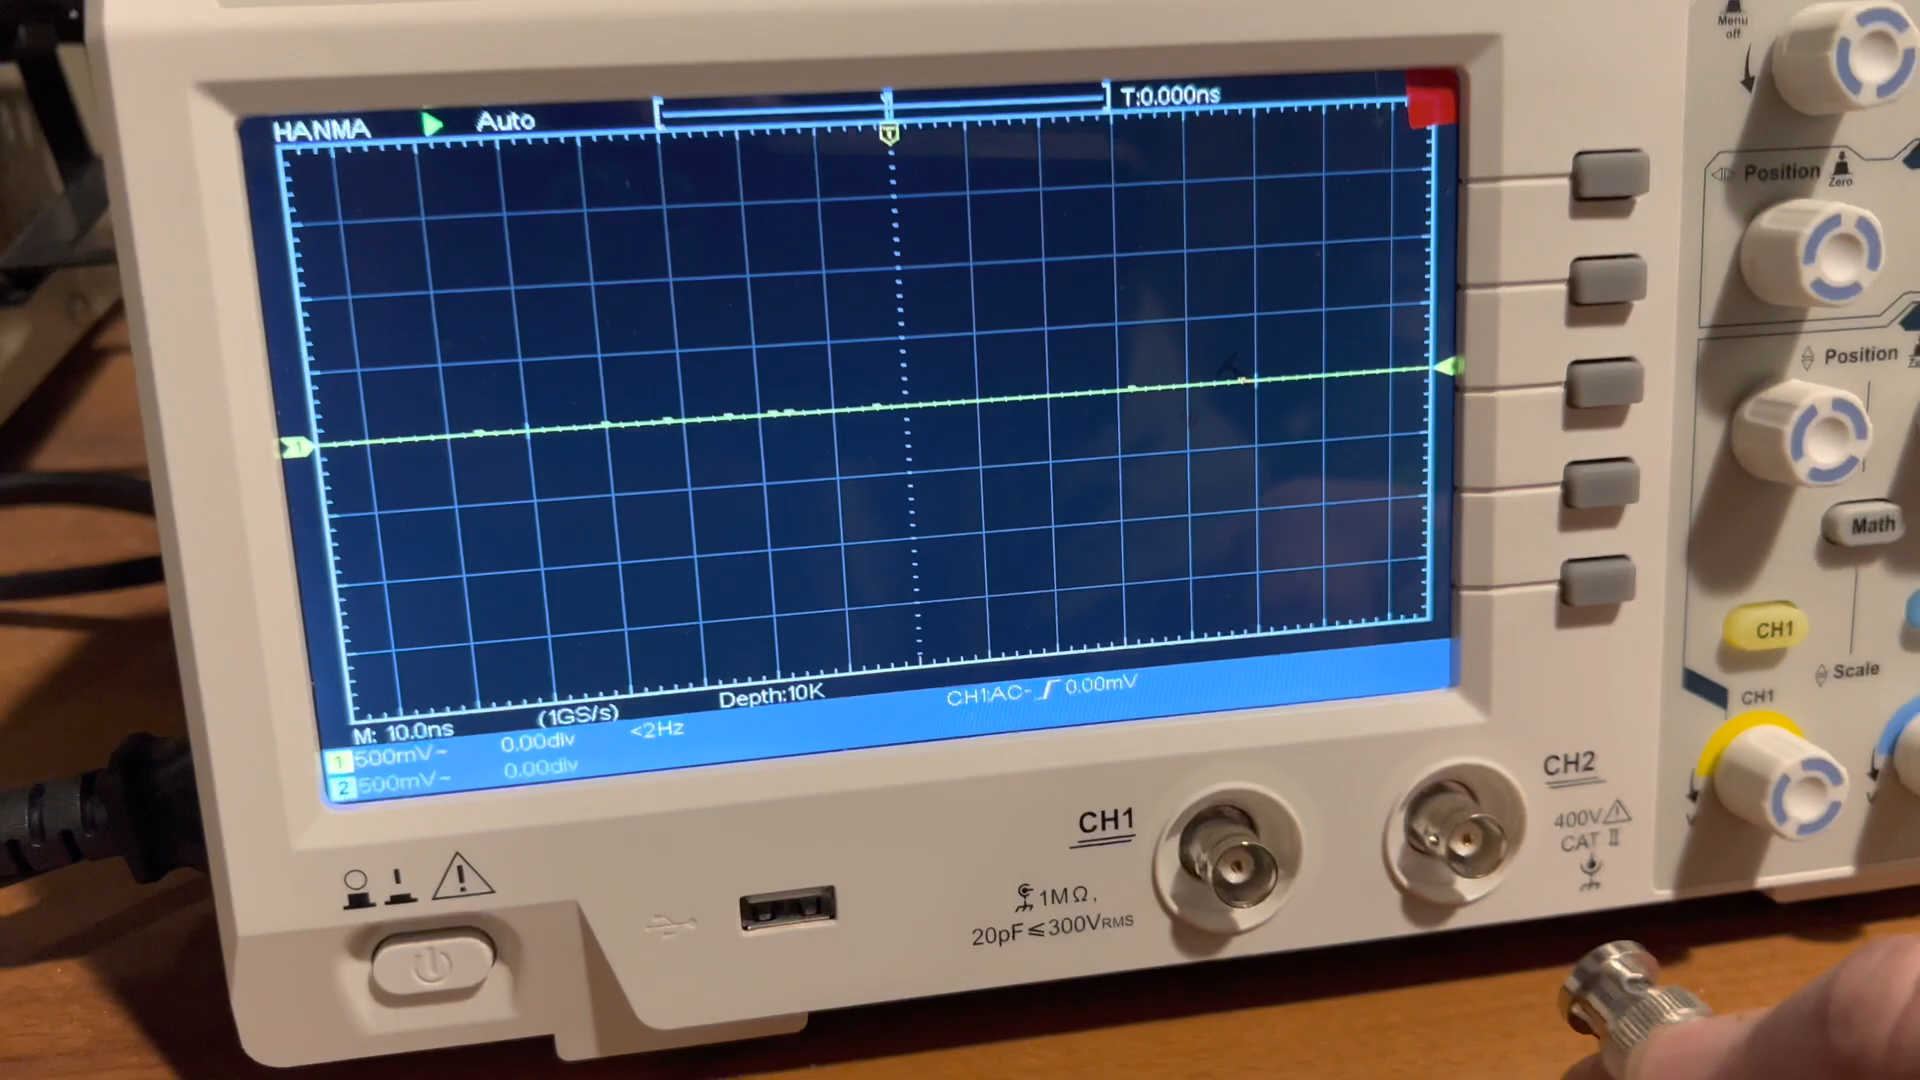 HANMA Auto T:0.000ns
T
1
M: 10.0ns (1GS/s) Depth:10K CH1:AC- 0.00mV
1 500mV~ 0.00div <2Hz
2 500mV~ 0.00div
Menu
off
Position Zero
Position
Math
CH1
Scale
CH1
CH1
1MΩ,
20pF≤300VRMS
CH2
400V
CAT II